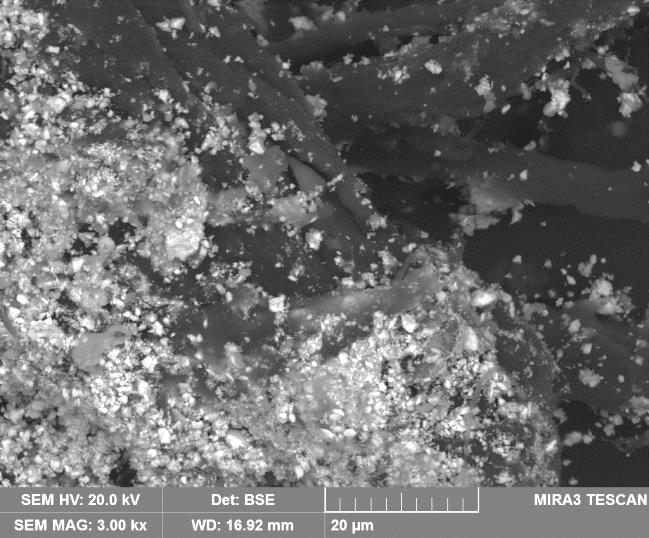 SEM HV: 20.0 kV Det: BSE MIRA3 TESCAN
SEM MAG: 3.00 kx WD: 16.92 mm 20 µm